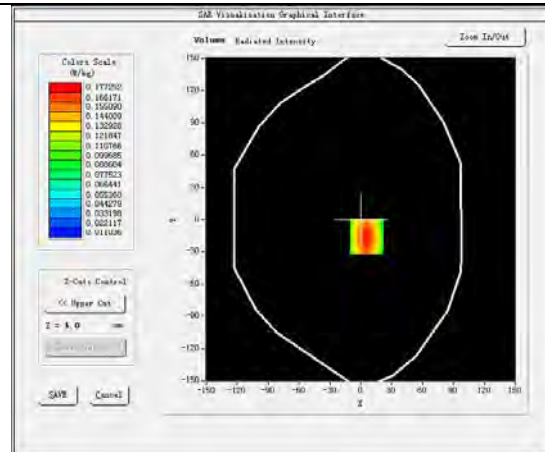 SAR Visualisation Graphical Interface
Volume Radiated Intensity
Zoom In/Out
Colors Scale
(W/kg)
0.177252
0.166171
0.155090
0.144009
0.132928
0.121847
0.110766
0.099685
0.088604
0.077523
0.066441
0.055360
0.044279
0.033198
0.022117
0.011036
150
120
90
60
30
0
-30
-60
-90
-120
-150
Y
-150 -120 -90 -60 -30 0 30 60 90 120 150
X
Z-Cuts Control
<< Upper Cut
Z = 4.0 mm
SAVE Cancel